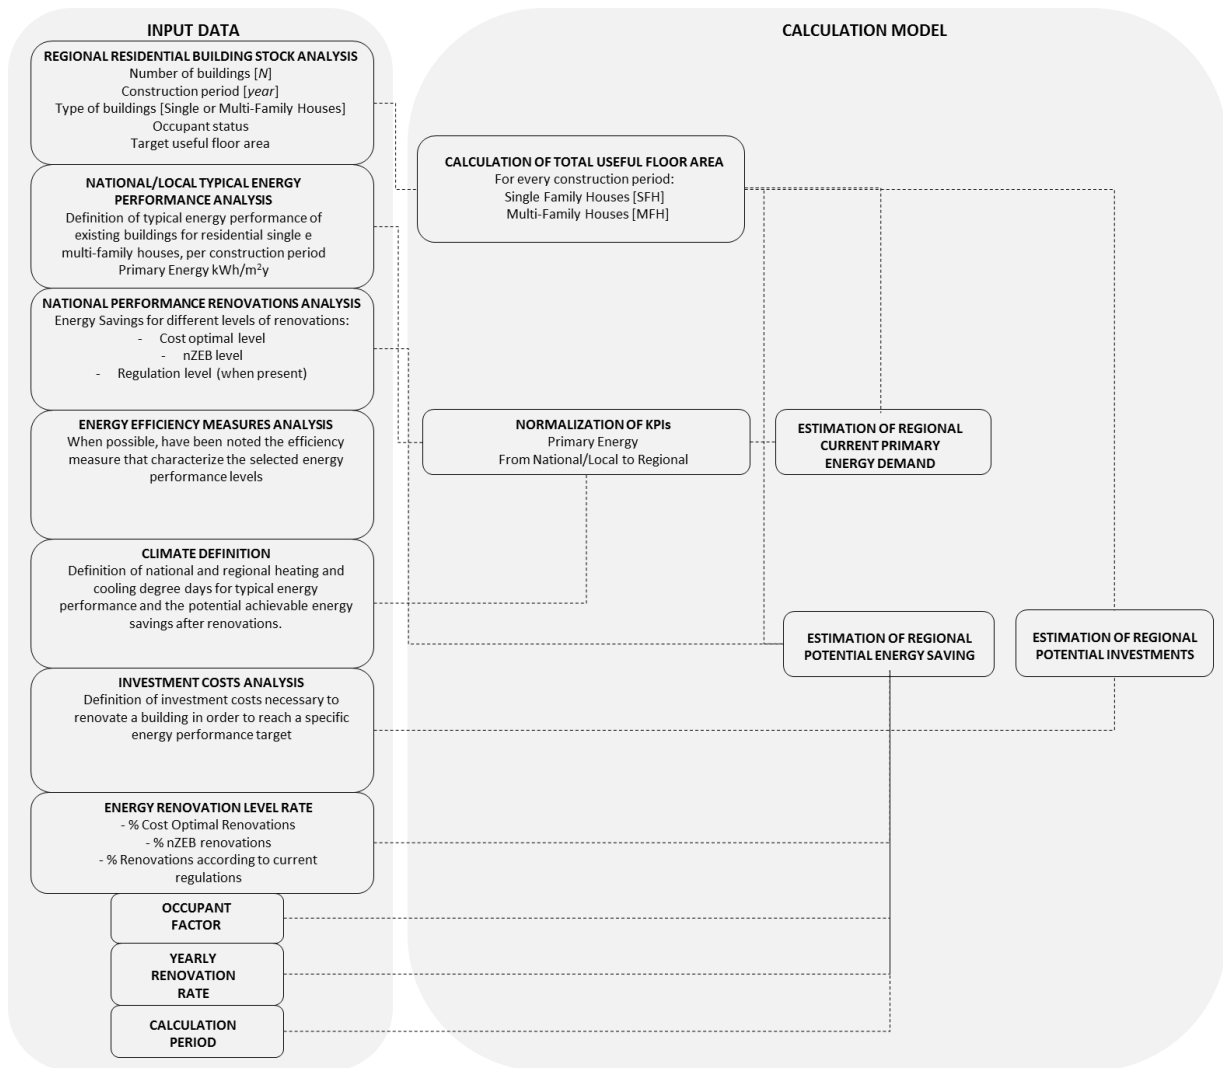 INPUT DATA
REGIONAL RESIDENTIAL BUILDING STOCK ANALYSIS
Number of buildings [N]
Construction period [year]
Type of buildings [Single or Multi-Family Houses]
Occupant status
Target useful floor area
NATIONAL/LOCAL TYPICAL ENERGY
PERFORMANCE ANALYSIS
Definition of typical energy performance of
existing buildings for residential single e
multi-family houses, per construction period
Primary Energy kWh/m²y
NATIONAL PERFORMANCE RENOVATIONS ANALYSIS
Energy Savings for different levels of renovations:
- Cost optimal level
- nZEB level
- Regulation level (when present)
ENERGY EFFICIENCY MEASURES ANALYSIS
When possible, have been noted the efficiency
measure that characterize the selected energy
performance levels
CLIMATE DEFINITION
Definition of national and regional heating and
cooling degree days for typical energy
performance and the potential achievable energy
savings after renovations.
INVESTMENT COSTS ANALYSIS
Definition of investment costs necessary to
renovate a building in order to reach a specific
energy performance target
ENERGY RENOVATION LEVEL RATE
- % Cost Optimal Renovations
- % nZEB renovations
- % Renovations according to current
regulations
OCCUPANT
FACTOR
YEARLY
RENOVATION
RATE
CALCULATION
PERIOD
CALCULATION MODEL
CALCULATION OF TOTAL USEFUL FLOOR AREA
For every construction period:
Single Family Houses [SFH]
Multi-Family Houses [MFH]
NORMALIZATION OF KPIs
Primary Energy
From National/Local to Regional
ESTIMATION OF REGIONAL
CURRENT PRIMARY
ENERGY DEMAND
ESTIMATION OF REGIONAL
POTENTIAL ENERGY SAVING
ESTIMATION OF REGIONAL
POTENTIAL INVESTMENTS